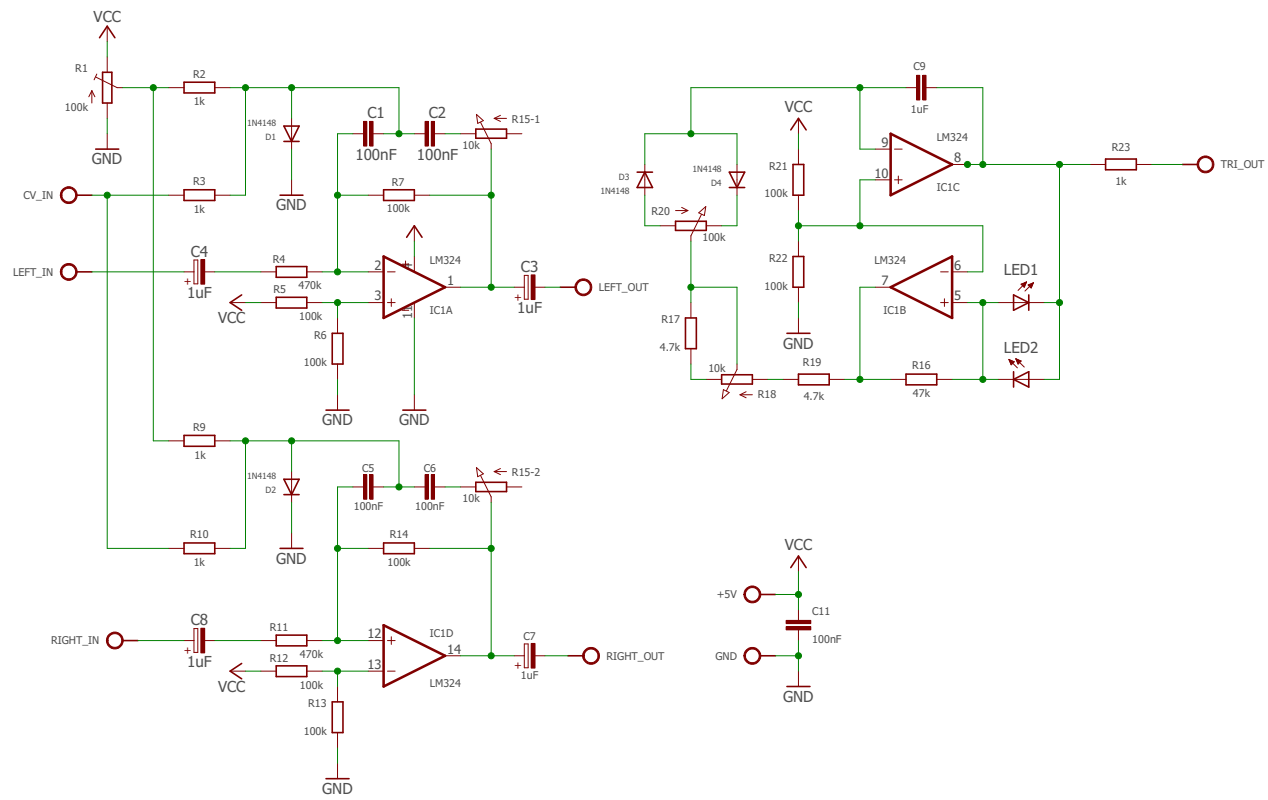 VCC
R1
100k
GND
R2
1k
1N4148
D1
GND
R3
1k
CV_IN
C1
100nF
C2
100nF
R15-1
10k
R7
100k
LEFT_IN
C4
+
1uF
R4
470k
R5
100k
VCC
R6
100k
GND
2
3
4
11
1
−
+
LM324
IC1A
GND
C3
+
1uF
LEFT_OUT
R9
1k
1N4148
D2
GND
R10
1k
C5
100nF
C6
100nF
R15-2
10k
R14
100k
RIGHT_IN
C8
+
1uF
R11
470k
R12
100k
VCC
R13
100k
GND
12
13
14
+
−
IC1D
LM324
C7
+
1uF
RIGHT_OUT
C9
1uF
VCC
D3
1N4148
1N4148
D4
R20
100k
R21
100k
R22
100k
GND
9
10
8
−
+
LM324
IC1C
R23
1k
TRI_OUT
LM324
IC1B
6
5
7
−
+
LED1
LED2
R17
4.7k
10k
R18
R19
4.7k
R16
47k
VCC
+5V
C11
100nF
GND
GND